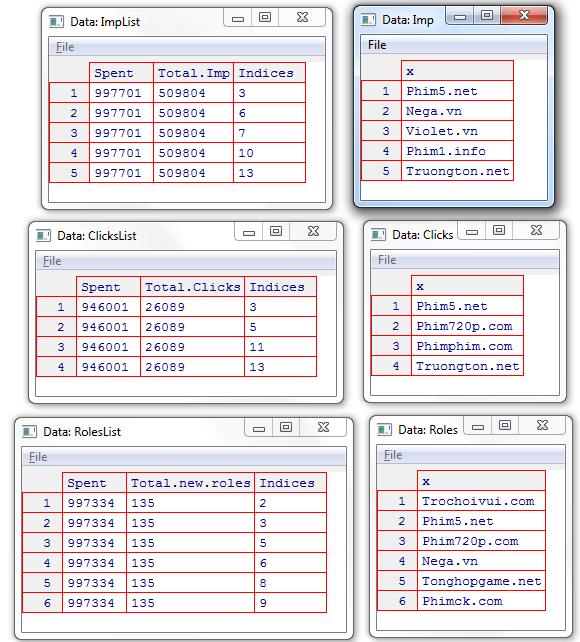 Data: ImpList
File
Spent Total.Imp Indices
1 997701 509804 3
2 997701 509804 6
3 997701 509804 7
4 997701 509804 10
5 997701 509804 13
Data: Imp
File
x
1 Phim5.net
2 Nega.vn
3 Violet.vn
4 Phim1.info
5 Truongton.net
Data: ClicksList
File
Spent Total.Clicks Indices
1 946001 26089 3
2 946001 26089 5
3 946001 26089 11
4 946001 26089 13
Data: Clicks
File
x
1 Phim5.net
2 Phim720p.com
3 Phimphim.com
4 Truongton.net
Data: RolesList
File
Spent Total.new.roles Indices
1 997334 135 2
2 997334 135 3
3 997334 135 5
4 997334 135 6
5 997334 135 8
6 997334 135 9
Data: Roles
File
x
1 Trochoivui.com
2 Phim5.net
3 Phim720p.com
4 Nega.vn
5 Tonghopgame.net
6 Phimck.com